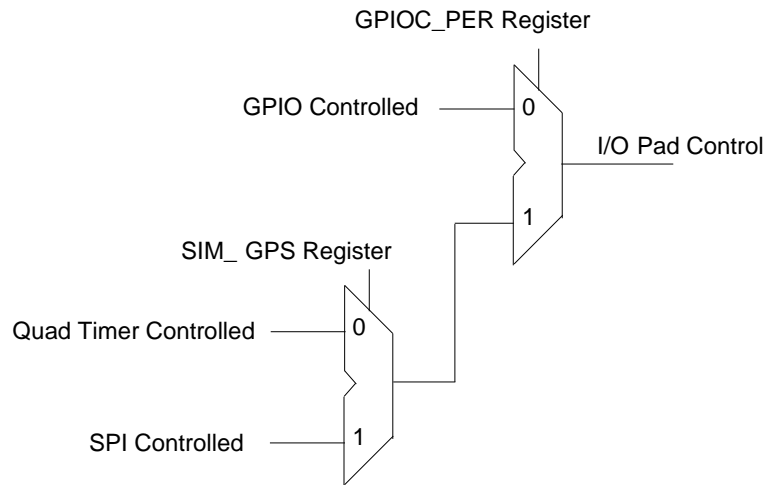 GPIOC_PER Register
GPIO Controlled
0
I/O Pad Control
1
SIM_ GPS Register
Quad Timer Controlled
0
SPI Controlled
1